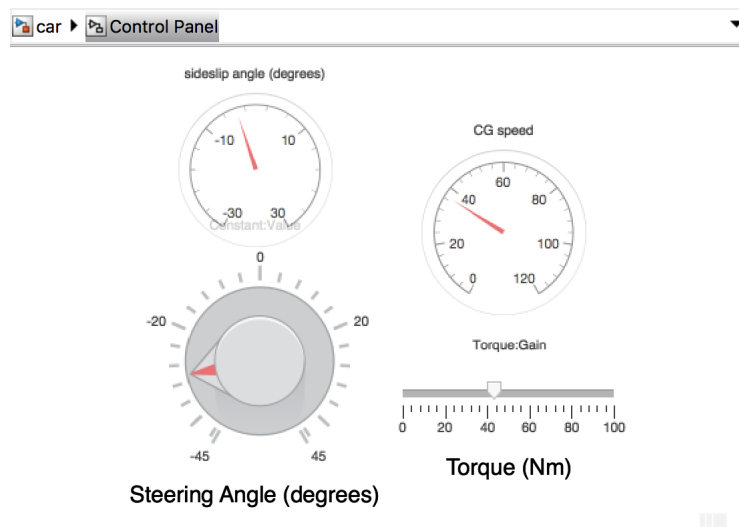 car Control Panel
sideslip angle (degrees)
-10 10
-30 30
Constant:Value
CG speed
60
40 80
20 100
0 120
0
-20 20
-45 45
Steering Angle (degrees)
Torque:Gain
0 20 40 60 80 100
Torque (Nm)